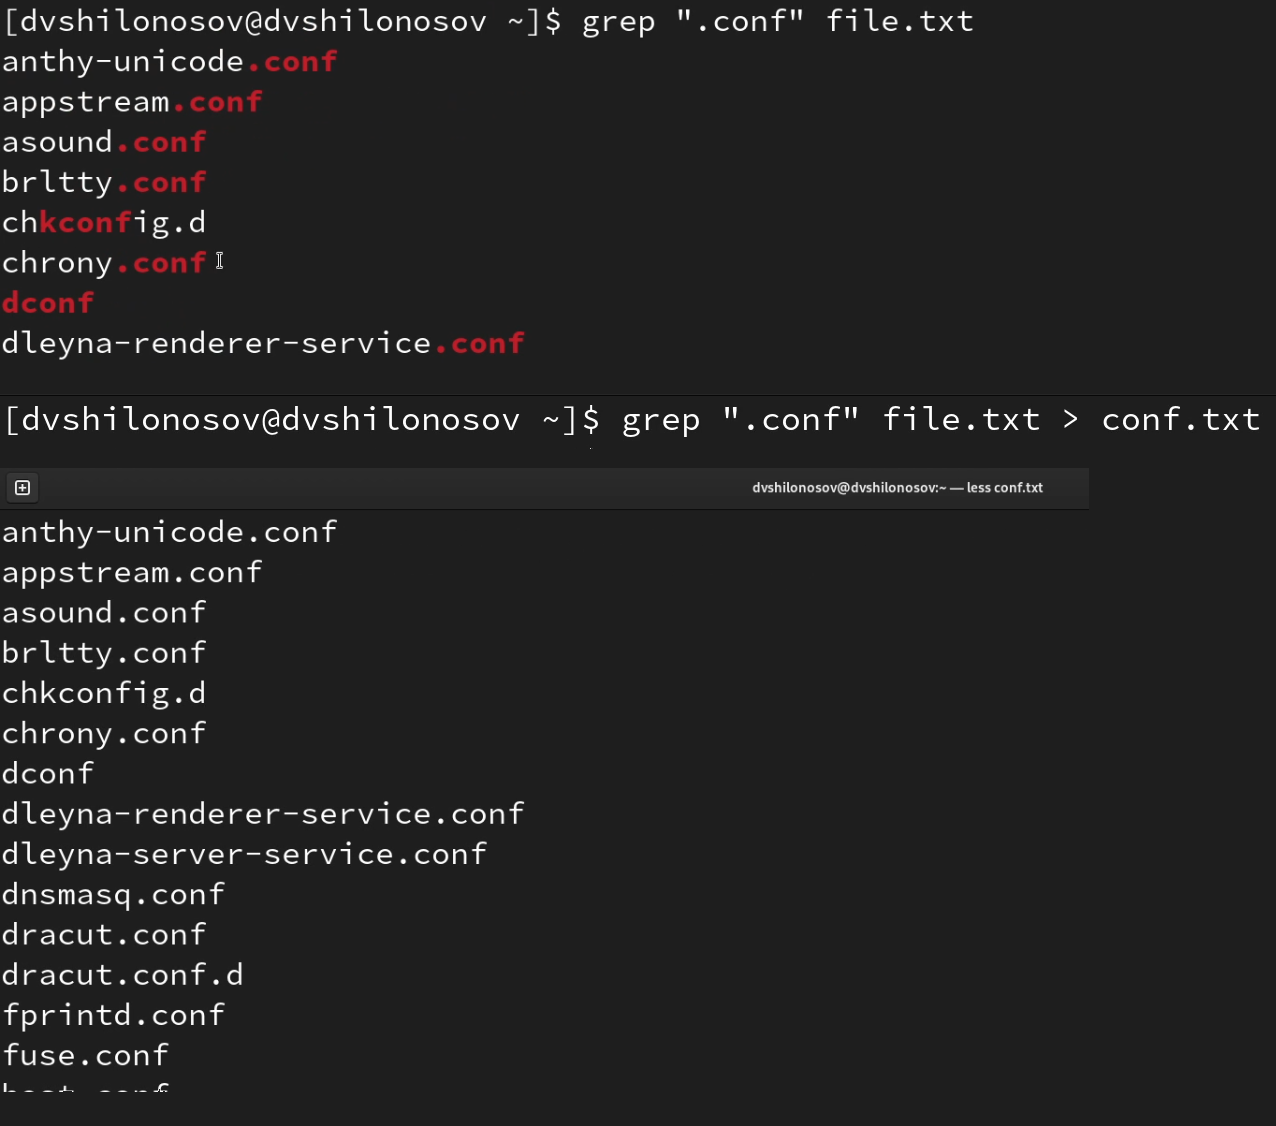 [dvshilonosov@dvshilonosov ~]$ grep ".conf" file.txt
anthy-unicode.conf
appstream.conf
asound.conf
brltty.conf
chkconfig.d
chrony.conf
dconf
dleyna-renderer-service.conf
[dvshilonosov@dvshilonosov ~]$ grep ".conf" file.txt > conf.txt
dvshilonosov@dvshilonosov:~ — less conf.txt
anthy-unicode.conf
appstream.conf
asound.conf
brltty.conf
chkconfig.d
chrony.conf
dconf
dleyna-renderer-service.conf
dleyna-server-service.conf
dnsmasq.conf
dracut.conf
dracut.conf.d
fprintd.conf
fuse.conf